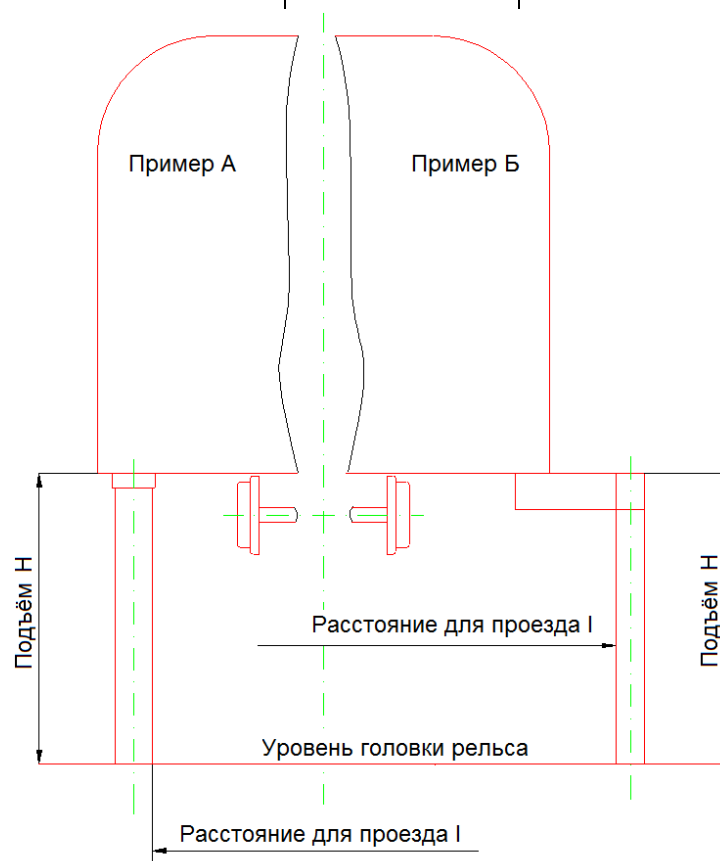 Пример А
Пример Б
Подъём Н
Подъём Н
Расстояние для проезда l
Уровень головки рельса
Расстояние для проезда l